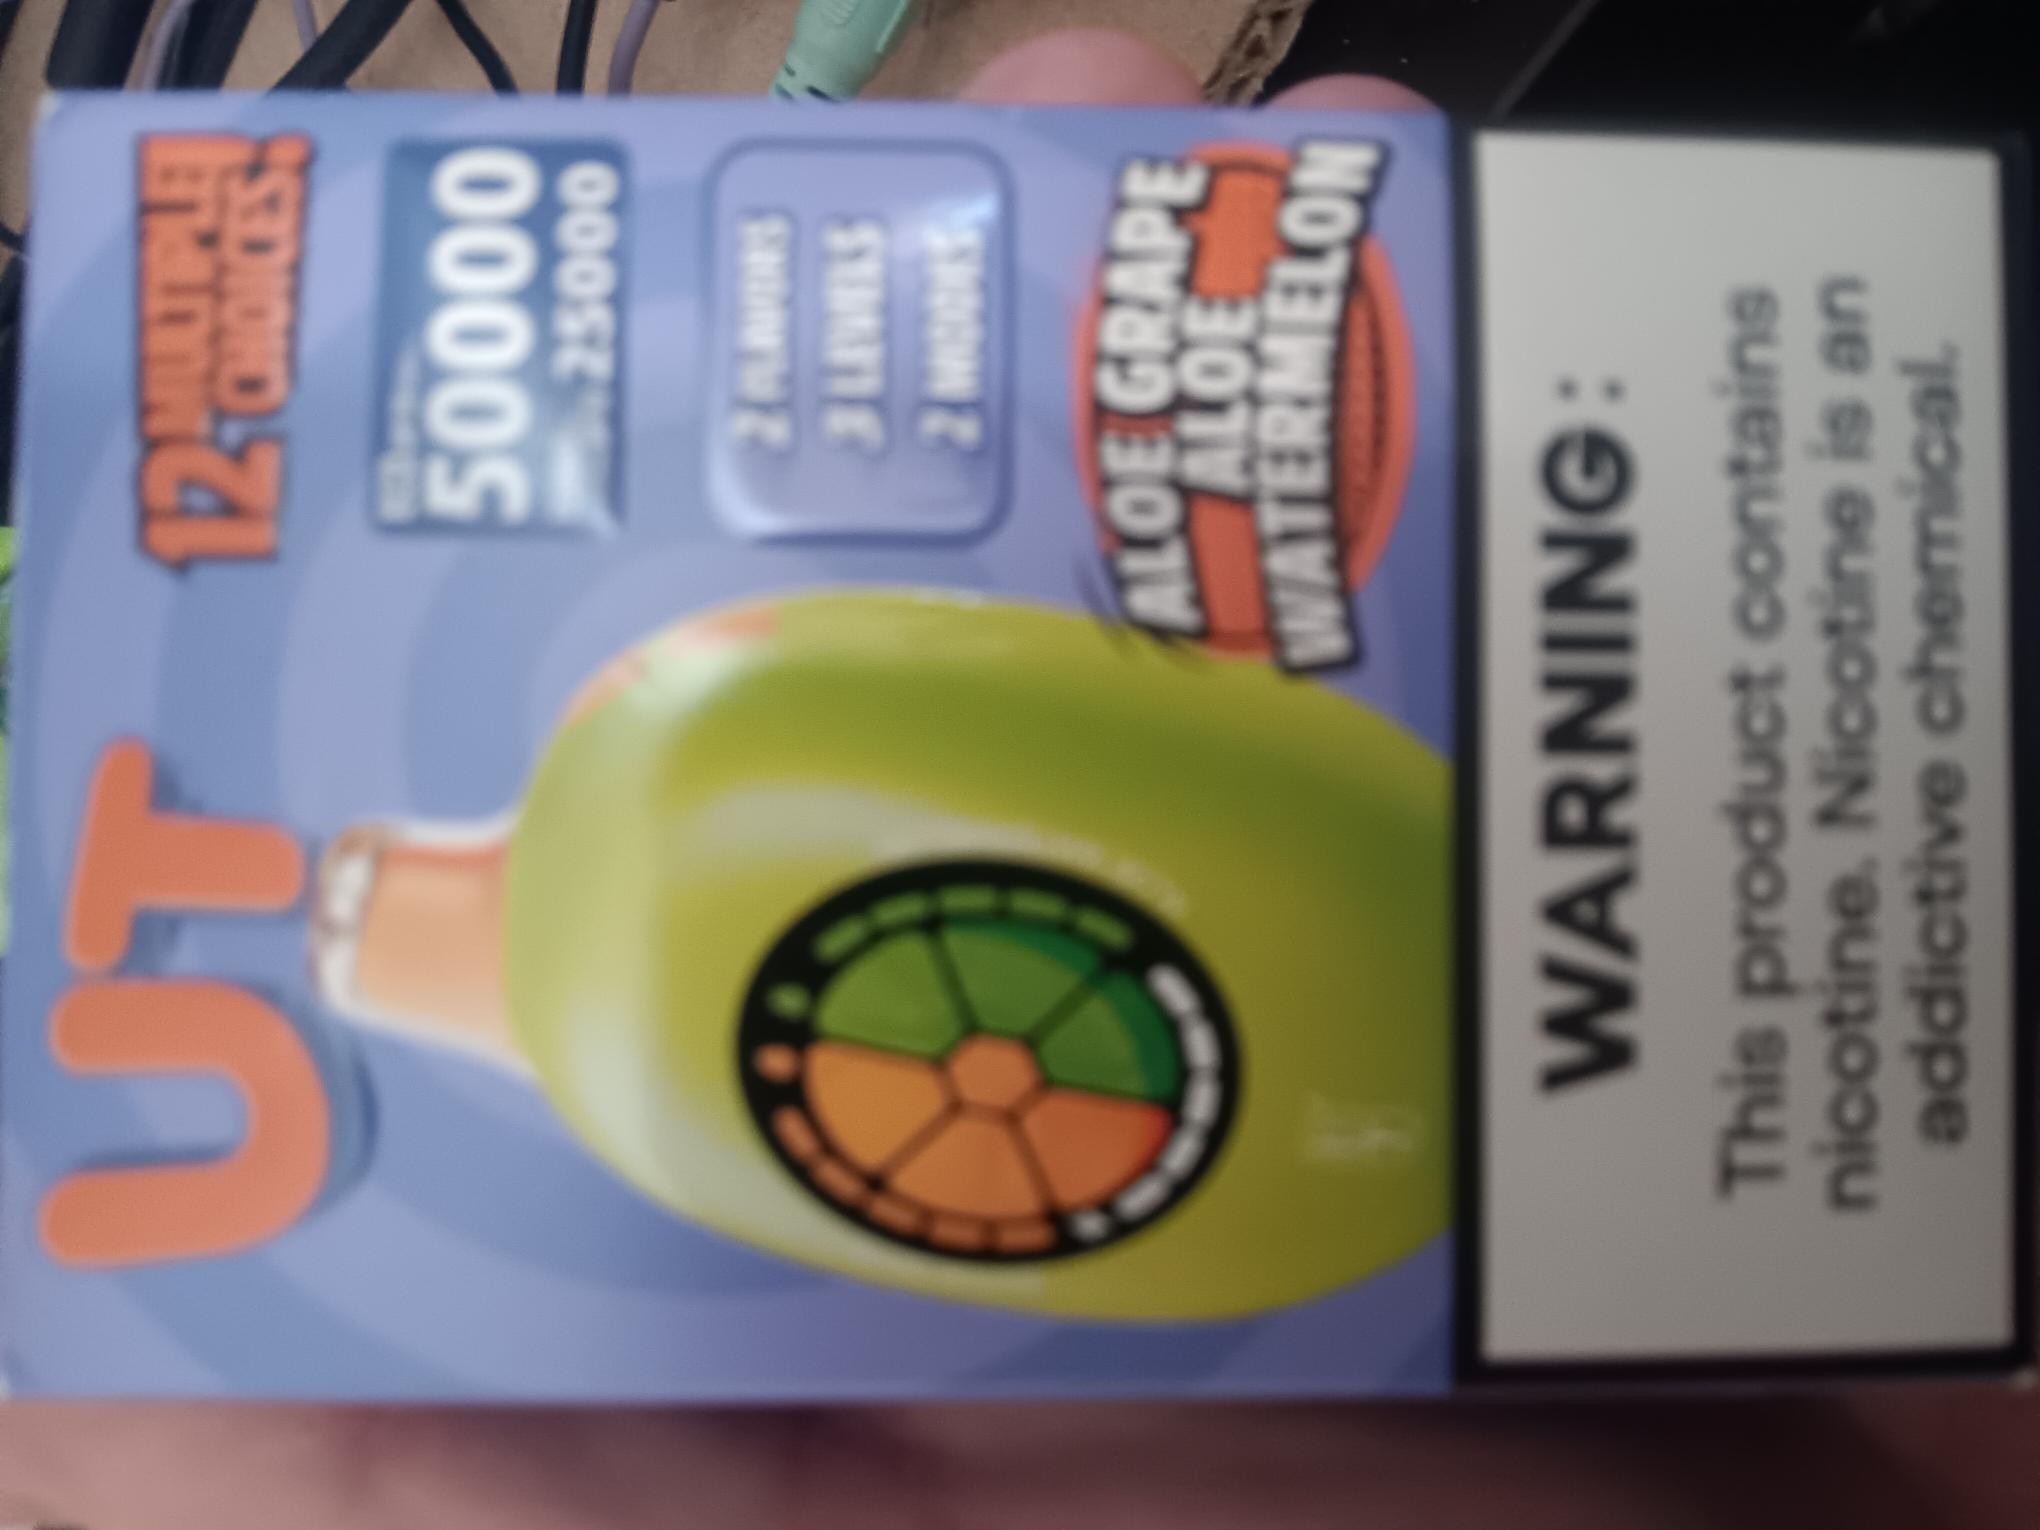 UT
12 MULTIPLE
CHOICES:
50000
25000
2 FLAVORS
3 LEVELS
2 MODES
ALOE GRAPE
ALOE
WATERMELON
WARNING:
This product contains
nicotine. Nicotine is an
addictive chemical.